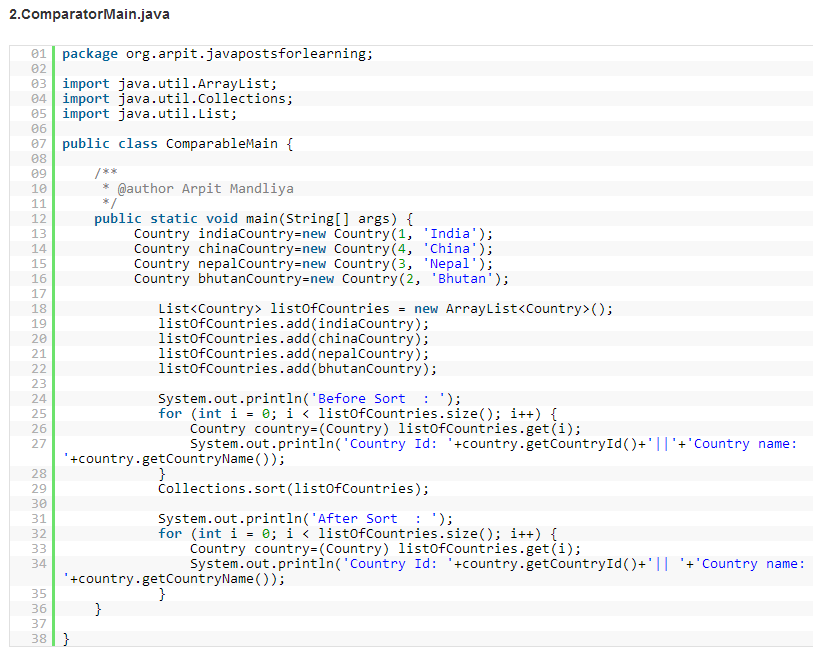 2.ComparatorMain.java
01 package org.arpit.javapostsforlearning;
02
03 import java.util.ArrayList;
04 import java.util.Collections;
05 import java.util.List;
06
07 public class ComparableMain {
08
09     /**
10      * @author Arpit Mandliya
11      */
12     public static void main(String[] args) {
13          Country indiaCountry=new Country(1, 'India');
14          Country chinaCountry=new Country(4, 'China');
15          Country nepalCountry=new Country(3, 'Nepal');
16          Country bhutanCountry=new Country(2, 'Bhutan');
17
18             List<Country> listOfCountries = new ArrayList<Country>();
19             listOfCountries.add(indiaCountry);
20             listOfCountries.add(chinaCountry);
21             listOfCountries.add(nepalCountry);
22             listOfCountries.add(bhutanCountry);
23
24             System.out.println('Before Sort  : ');
25             for (int i = 0; i < listOfCountries.size(); i++) {
26                 Country country=(Country) listOfCountries.get(i);
27                 System.out.println('Country Id: '+country.getCountryId()+'||'+'Country name:
'+country.getCountryName());
28             }
29             Collections.sort(listOfCountries);
30
31             System.out.println('After Sort  : ');
32             for (int i = 0; i < listOfCountries.size(); i++) {
33                 Country country=(Country) listOfCountries.get(i);
34                 System.out.println('Country Id: '+country.getCountryId()+'|| '+'Country name:
'+country.getCountryName());
35             }
36     }
37
38 }